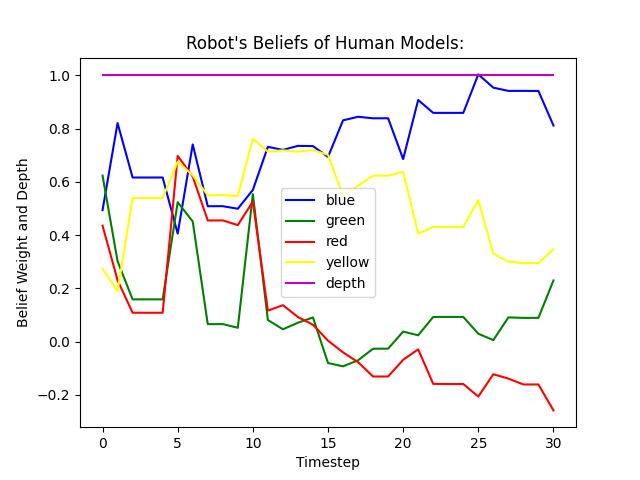 Robot's Beliefs of Human Models:
Belief Weight and Depth
1.0
0.8
0.6
0.4
0.2
0.0
−0.2
blue
green
red
yellow
depth
0 5 10 15 20 25 30
Timestep